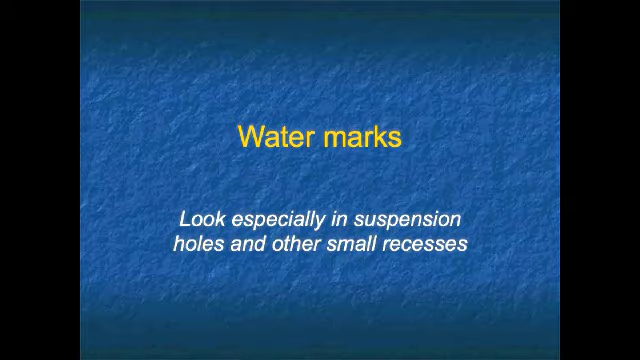 Water marks
Look especially in suspension
holes and other small recesses